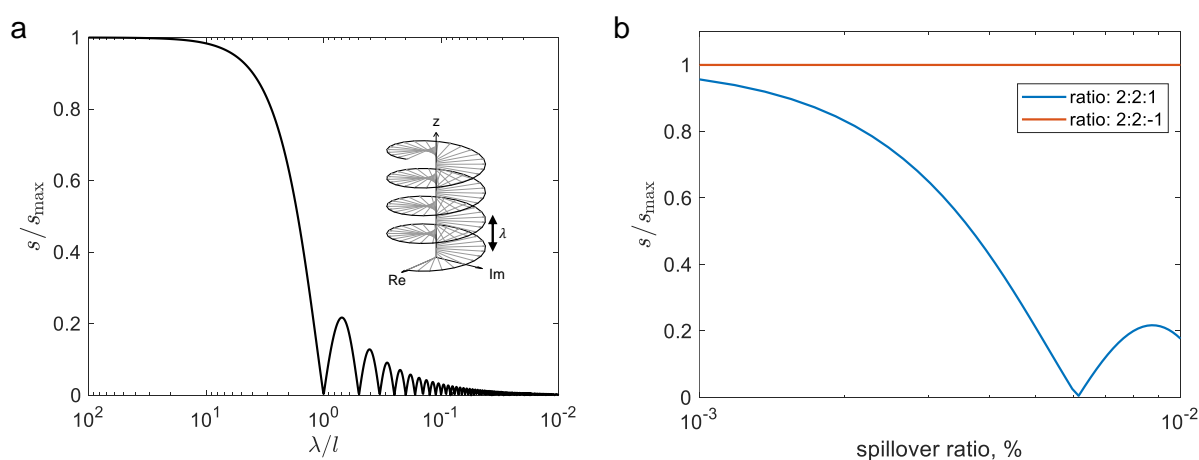 a
s/s_max
1
0.8
0.6
0.4
0.2
0
10^2
10^1
10^0
10^-1
10^-2
λ/l
z
λ
Re
Im
b
s/s_max
1
0.8
0.6
0.4
0.2
0
10^-3
10^-2
spillover ratio, %
ratio: 2:2:1
ratio: 2:2:-1